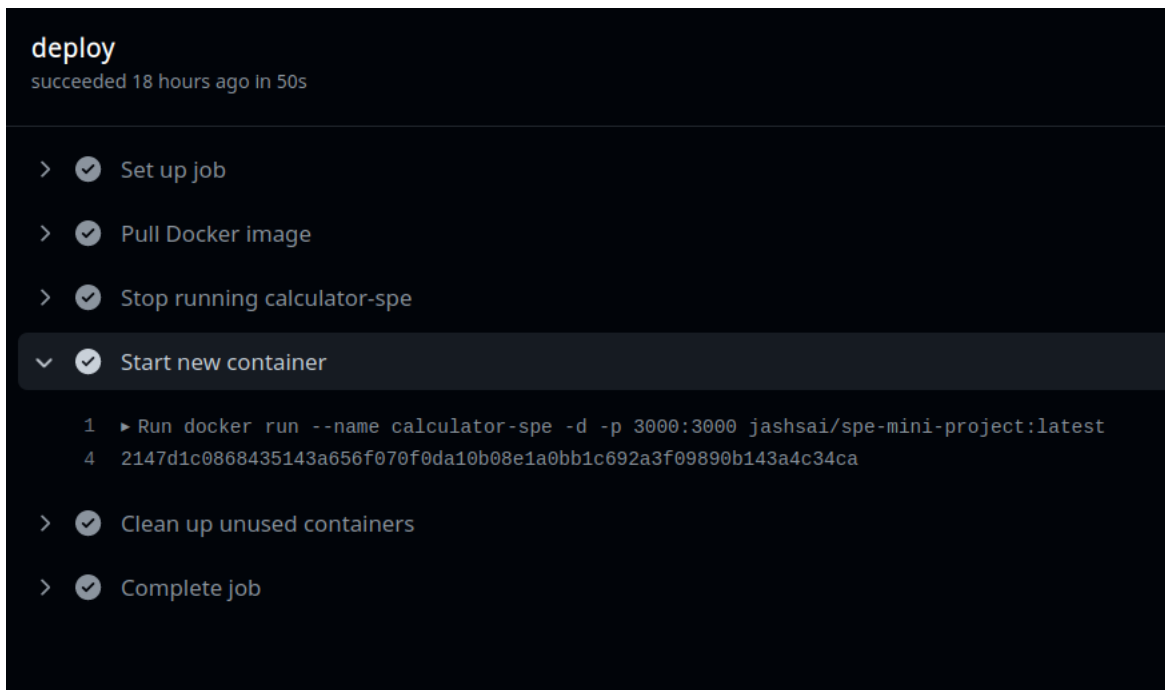 deploy
succeeded 18 hours ago in 50s
Set up job
Pull Docker image
Stop running calculator-spe
Start new container
1 ▸ Run docker run --name calculator-spe -d -p 3000:3000 jashsai/spe-mini-project:latest
4 2147d1c0868435143a656f070f0da10b08e1a0bb1c692a3f09890b143a4c34ca
Clean up unused containers
Complete job